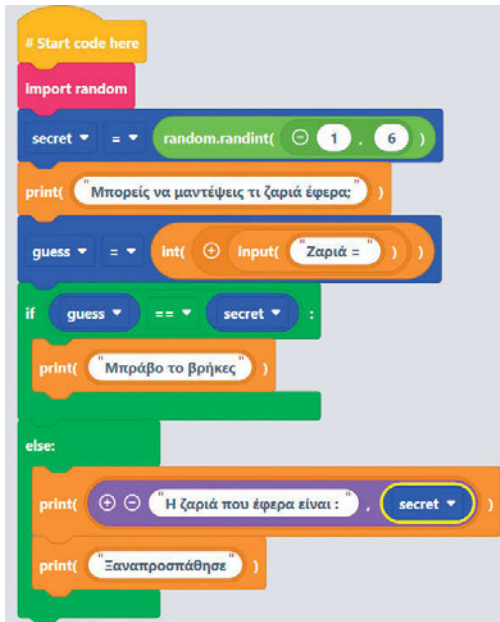 # Start code here
import random
secret = random.randint( 1 , 6 )
print( "Μπορείς να μαντέψεις τι ζαριά έφερα;" )
guess = int( input( "Ζαριά = " ) )
if guess == secret :
print( "Μπράβο το βρήκες" )
else:
print( "Η ζαριά που έφερα είναι : " , secret )
print( "Ξαναπροσπάθησε" )